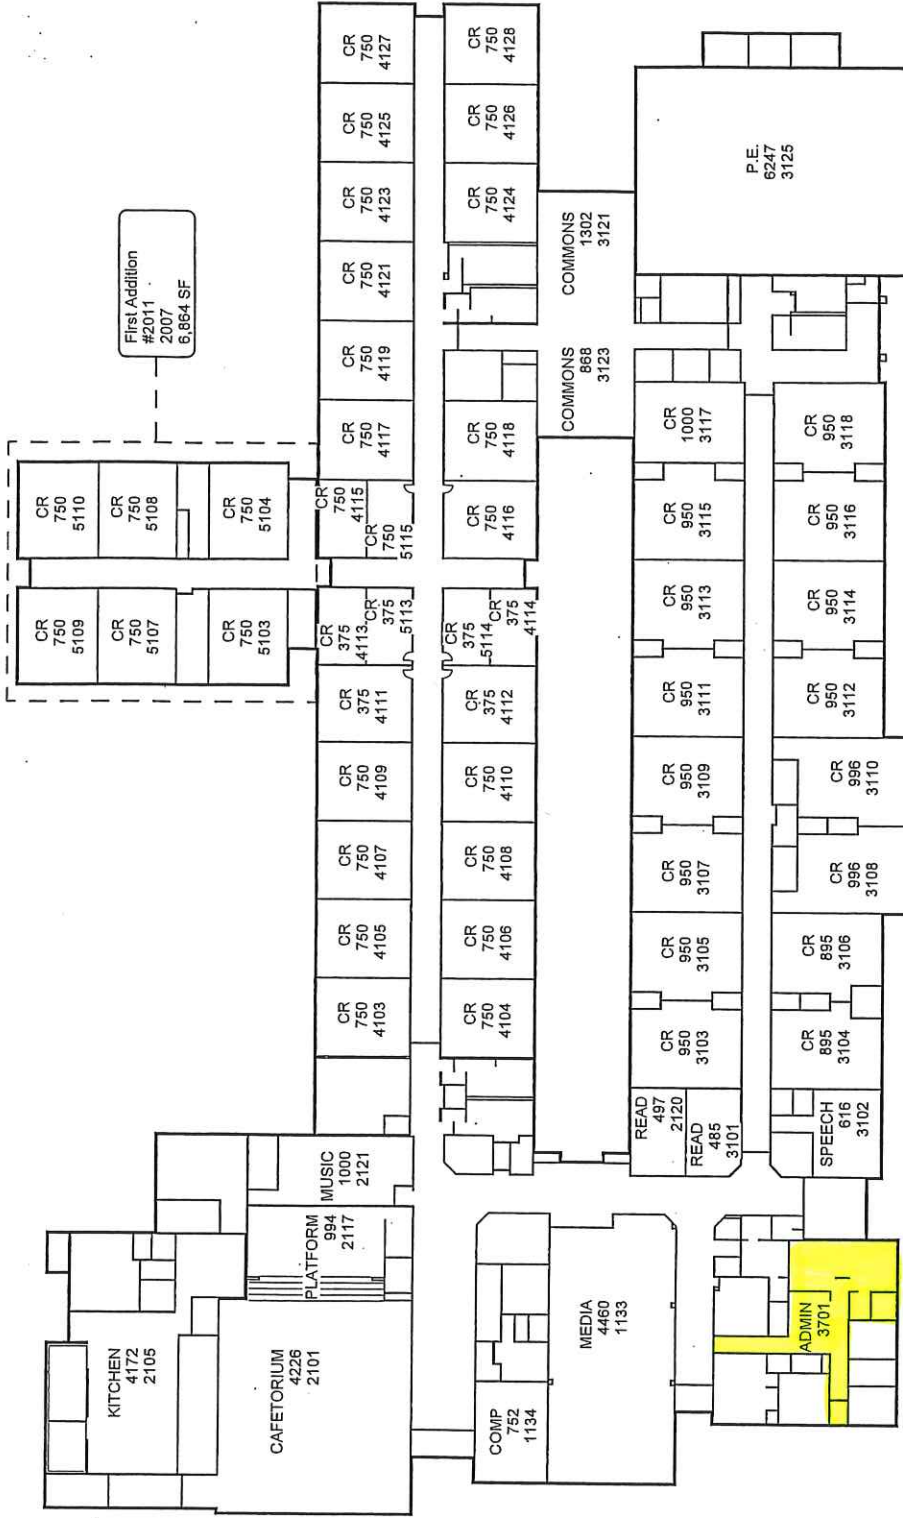 First Addition
#2011
2007
6,864 SF
CR
750
5110
CR
750
5108
CR
750
5104
CR
750
5109
CR
750
5107
CR
750
5103
CR
750
4127
CR
750
4125
CR
750
4123
CR
750
4121
CR
750
4119
CR
750
4117
CR
750
4115
CR
750
5115
CR
375
4113
CR
375
5113
CR
375
4111
CR
750
4109
CR
750
4107
CR
750
4105
CR
750
4103
CR
750
4128
CR
750
4126
CR
750
4124
CR
750
4118
CR
750
4116
CR
375
5114
CR
375
4114
CR
375
4112
CR
750
4110
CR
750
4108
CR
750
4106
CR
750
4104
COMMONS
1302
3121
COMMONS
868
3123
P.E.
6247
3125
CR
1000
3117
CR
950
3115
CR
950
3113
CR
950
3111
CR
950
3109
CR
950
3107
CR
950
3105
CR
950
3103
READ
497
2120
READ
485
3101
CR
950
3118
CR
950
3116
CR
950
3114
CR
950
3112
CR
996
3110
CR
996
3108
CR
895
3106
CR
895
3104
SPEECH
616
3102
MUSIC
1000
2121
PLATFORM
994
2117
KITCHEN
4172
2105
CAFETORIUM
4226
2101
MEDIA
4460
1133
COMP
752
1134
ADMIN
3701